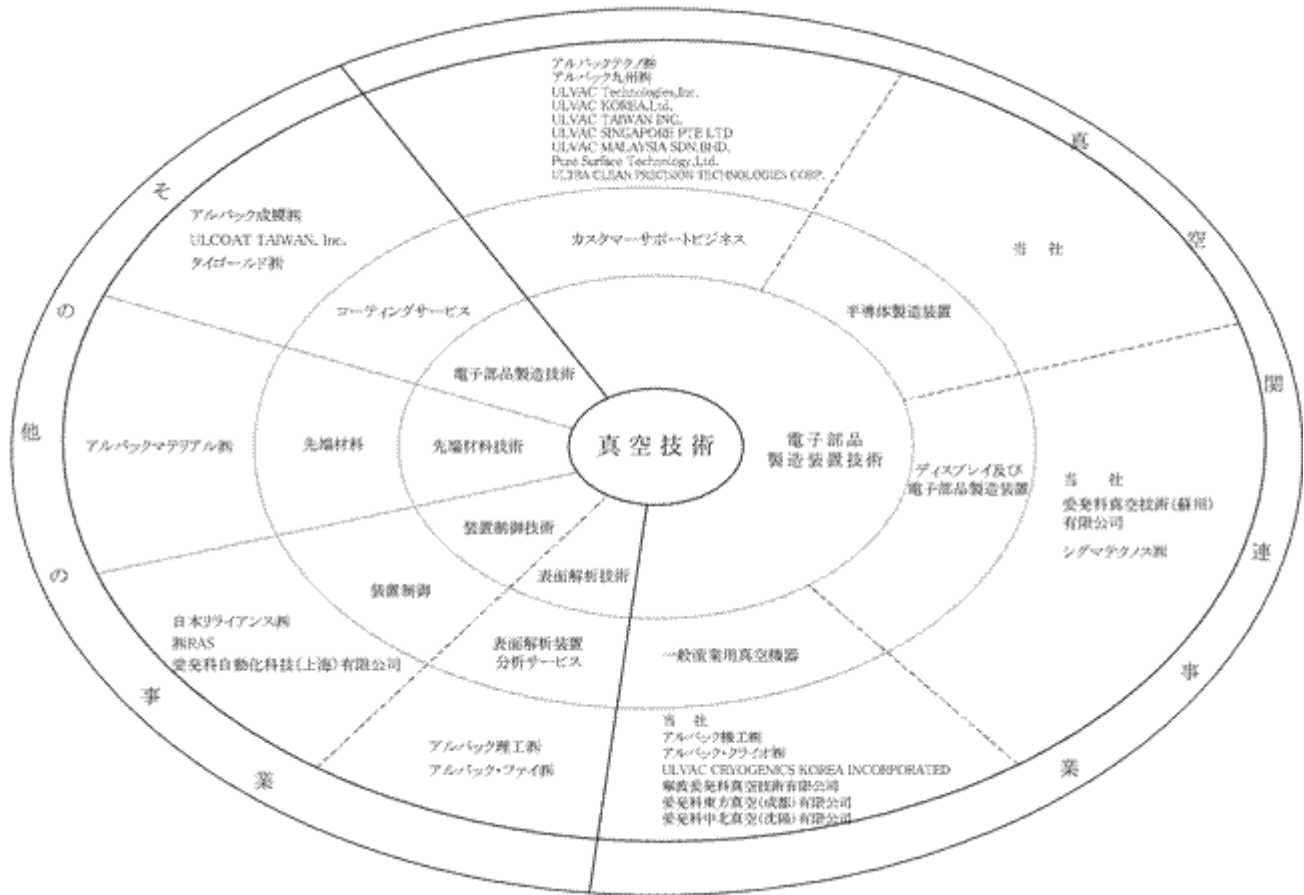 アルバックテクノ㈱
アルバック九州㈱
ULVAC Technologies,Inc.
ULVAC KOREA,Ltd.
ULVAC TAIWAN INC.
ULVAC SINGAPORE PTE LTD
ULVAC MALAYSIA SDN.BHD.
Pure Surface Technology,Ltd.
ULTRA CLEAN PRECISION TECHNOLOGIES CORP.
カスタマーサポートビジネス
当 社
半導体製造装置
真空関連事業
電子部品
製造装置技術
ディスプレイ及び
電子部品製造装置
当 社
愛発科真空技術(蘇州)
有限公司
シグマテクノス㈱
一般産業用真空機器
当 社
アルバック機工㈱
アルバック・クライオ㈱
ULVAC CRYOGENICS KOREA INCORPORATED
寧波愛発科真空技術有限公司
愛発科東方真空(成都)有限公司
愛発科中北真空(沈陽)有限公司
真空技術
その他の事業
アルバック成膜㈱
ULCOAT TAIWAN, Inc.
タイゴールド㈱
コーティングサービス
電子部品製造技術
アルバックマテリアル㈱
先端材料
先端材料技術
装置制御技術
装置制御
日本リライアンス㈱
㈱RAS
愛発科自動化科技(上海)有限公司
表面解析技術
表面解析装置
分析サービス
アルバック理工㈱
アルバック・ファイ㈱